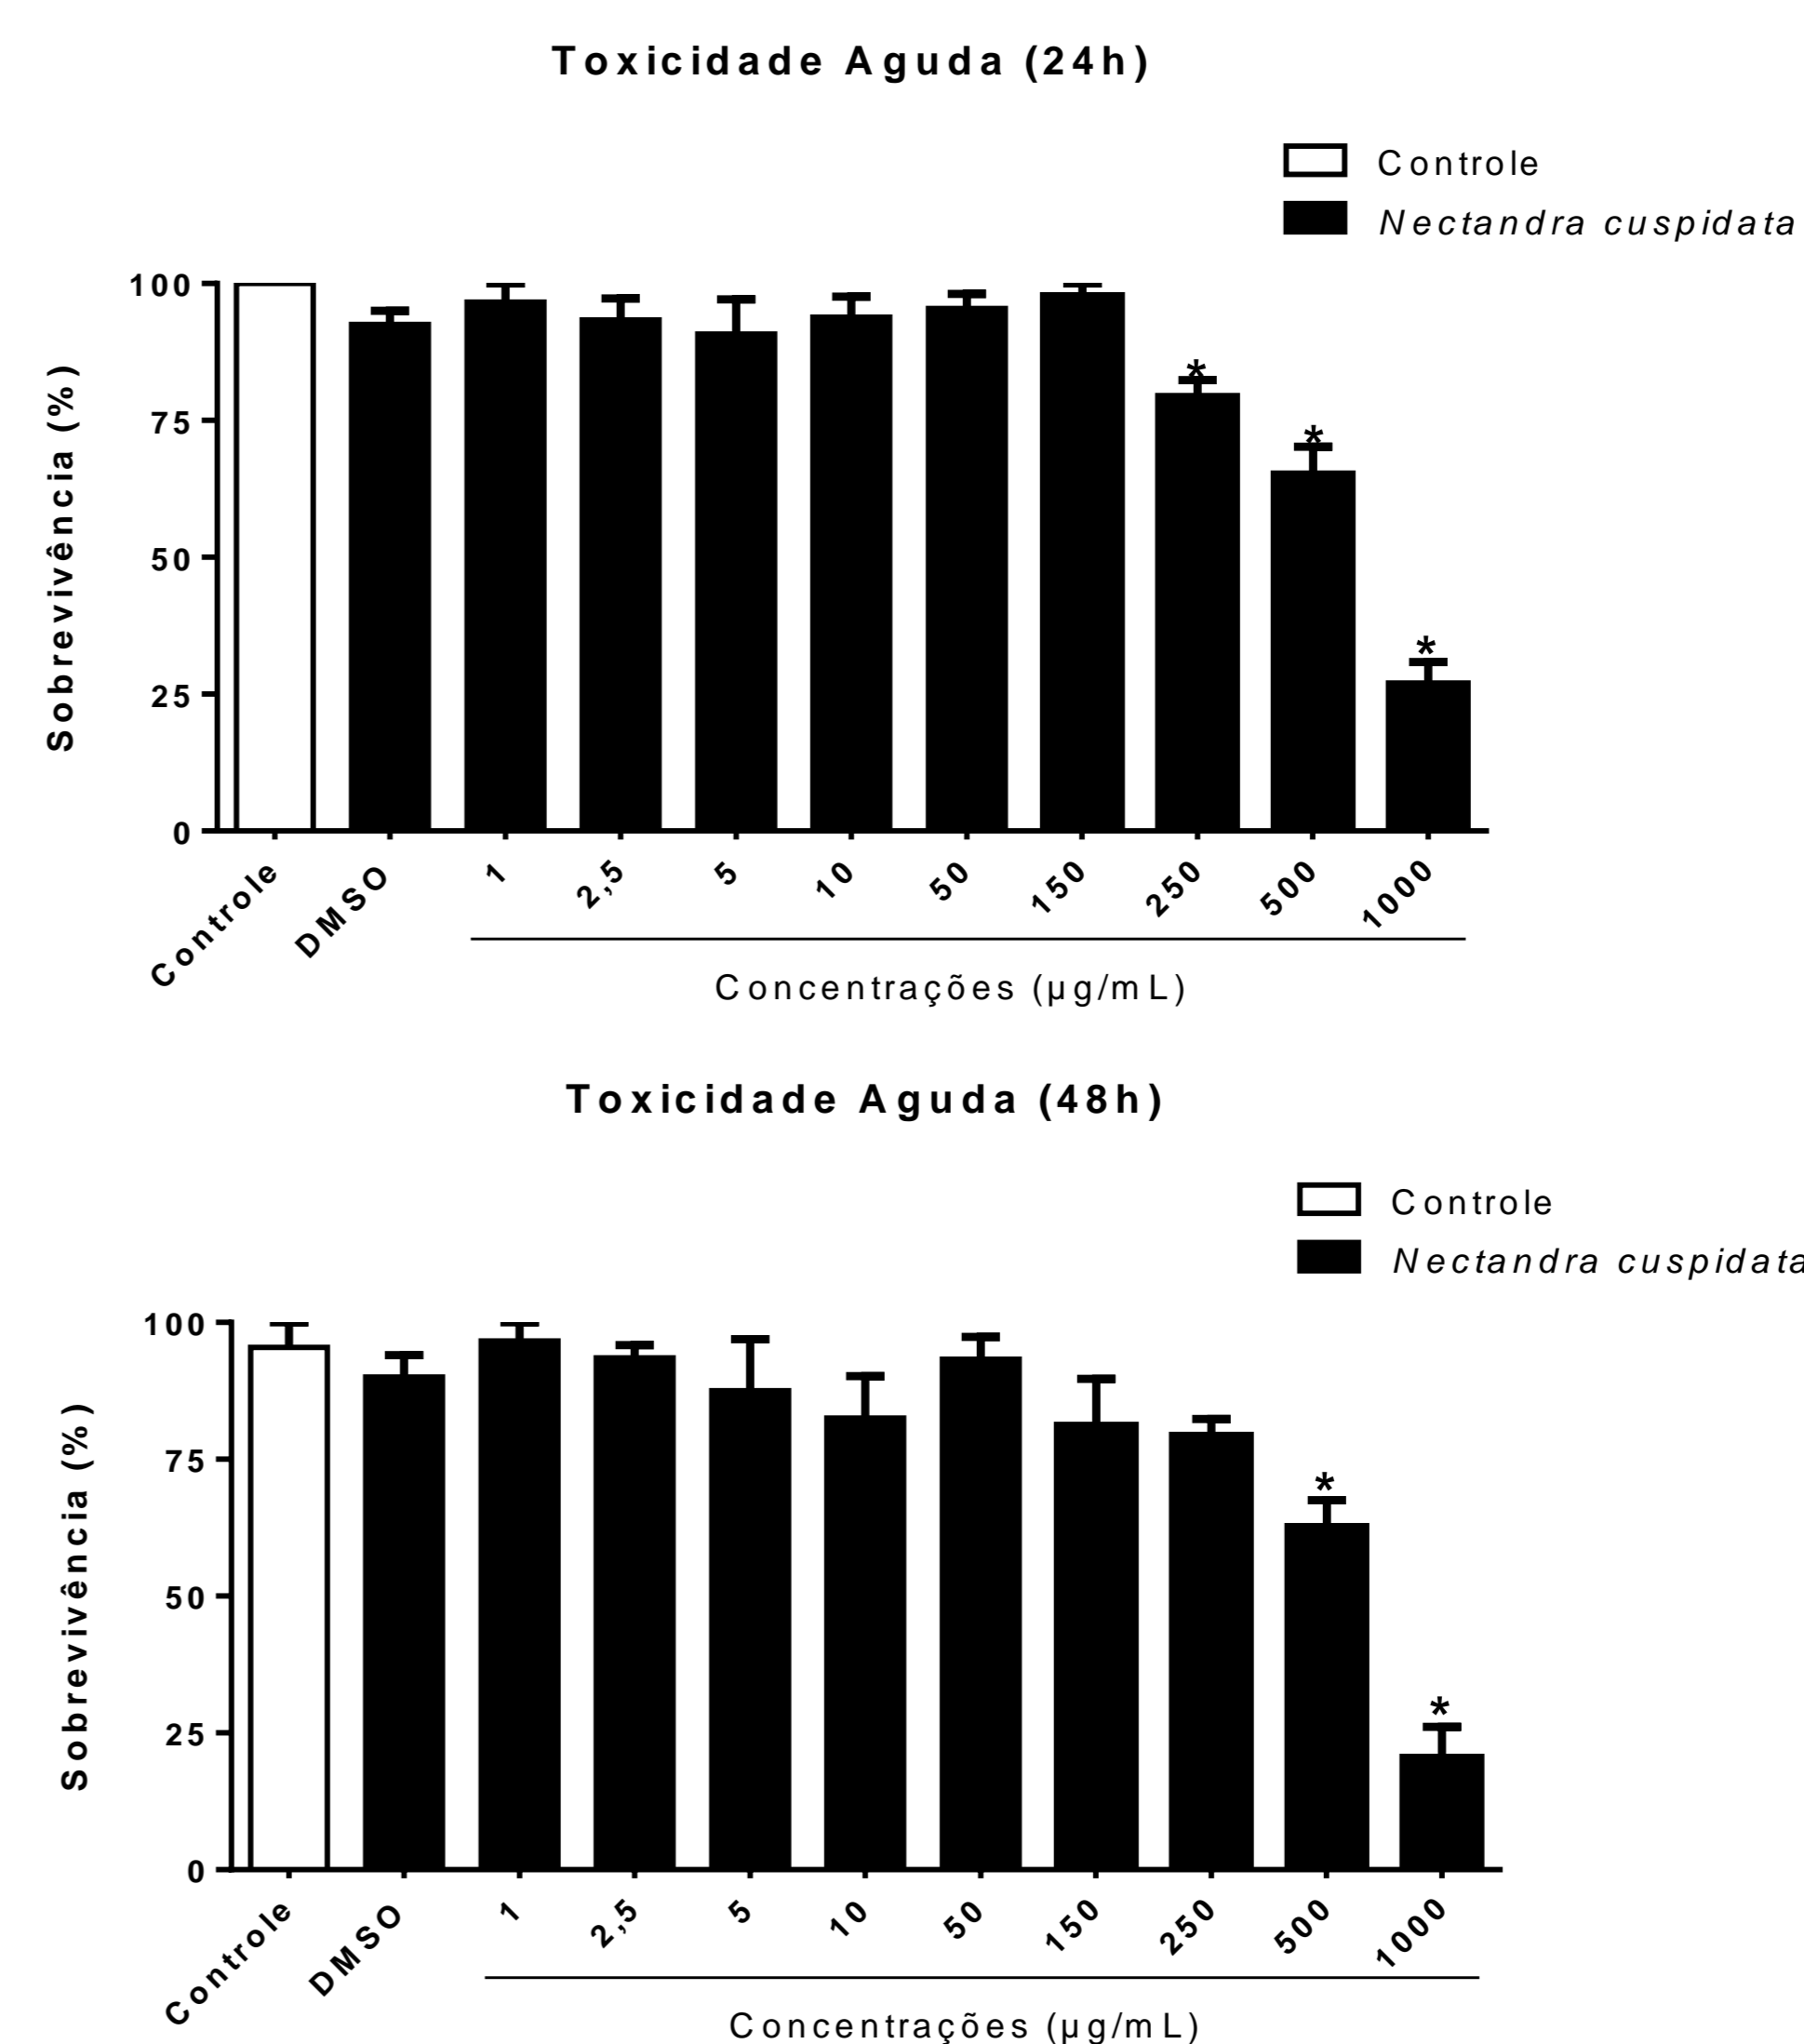 Toxicidade Aguda (24h)
Controle
Nectandra cuspidata
Sobrevivência (%)
100
75
50
25
0
* * *
Controle DMSO 1 2,5 5 10 50 150 250 500 1000
Concentrações (µg/mL)
Toxicidade Aguda (48h)
Controle
Nectandra cuspidata
Sobrevivência (%)
100
75
50
25
0
* *
Controle DMSO 1 2,5 5 10 50 150 250 500 1000
Concentrações (µg/mL)